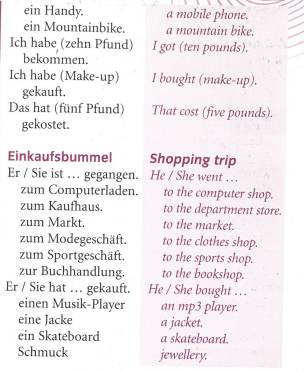 ein Handy. a mobile phone.
ein Mountainbike. a mountain bike.
Ich habe (zehn Pfund) I got (ten pounds).
bekommen.
Ich habe (Make-up) I bought (make-up).
gekauft.
Das hat (fünf Pfund) That cost (five pounds).
gekostet.
Einkaufsbummel Shopping trip
Er / Sie ist … gegangen. He / She went …
zum Computerladen. to the computer shop.
zum Kaufhaus. to the department store.
zum Markt. to the market.
zum Modegeschäft. to the clothes shop.
zum Sportgeschäft. to the sports shop.
zur Buchhandlung. to the bookshop.
Er / Sie hat … gekauft. He / She bought …
einen Musik-Player an mp3 player.
eine Jacke a jacket.
ein Skateboard a skateboard.
Schmuck jewellery.